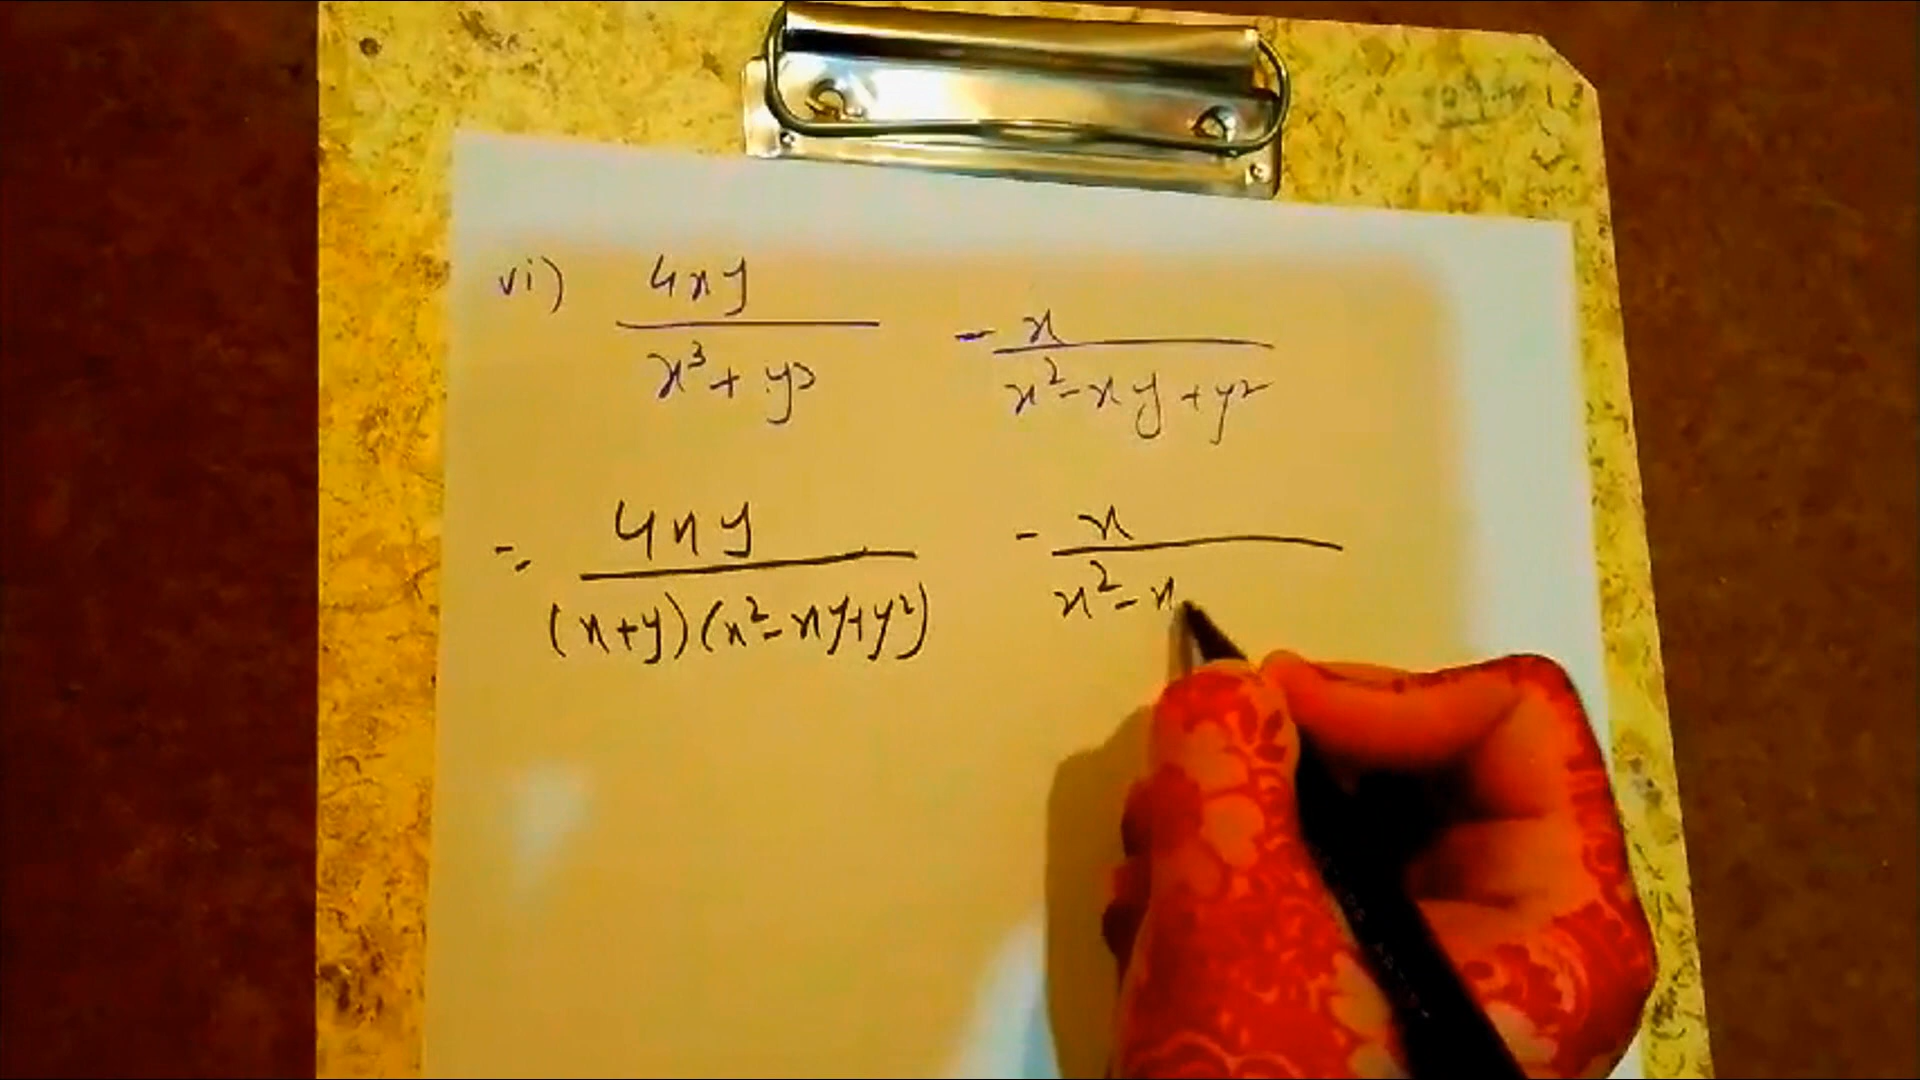 vi) 4xy / x³ + y³ - x / x² - xy + y²
= 4xy / (x+y)(x² - xy + y²) - x / x² - x